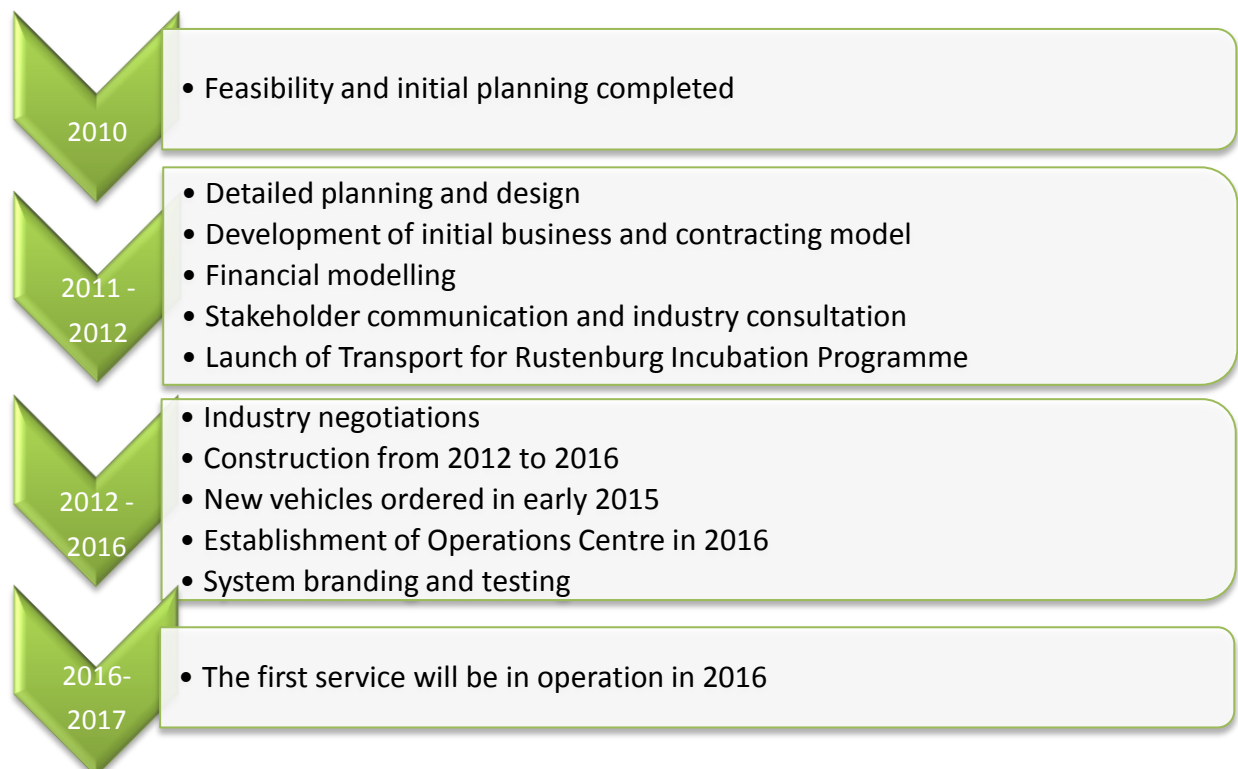 2010
• Feasibility and initial planning completed
2011 -
2012
• Detailed planning and design
• Development of initial business and contracting model
• Financial modelling
• Stakeholder communication and industry consultation
• Launch of Transport for Rustenburg Incubation Programme
2012 -
2016
• Industry negotiations
• Construction from 2012 to 2016
• New vehicles ordered in early 2015
• Establishment of Operations Centre in 2016
• System branding and testing
2016-
2017
• The first service will be in operation in 2016